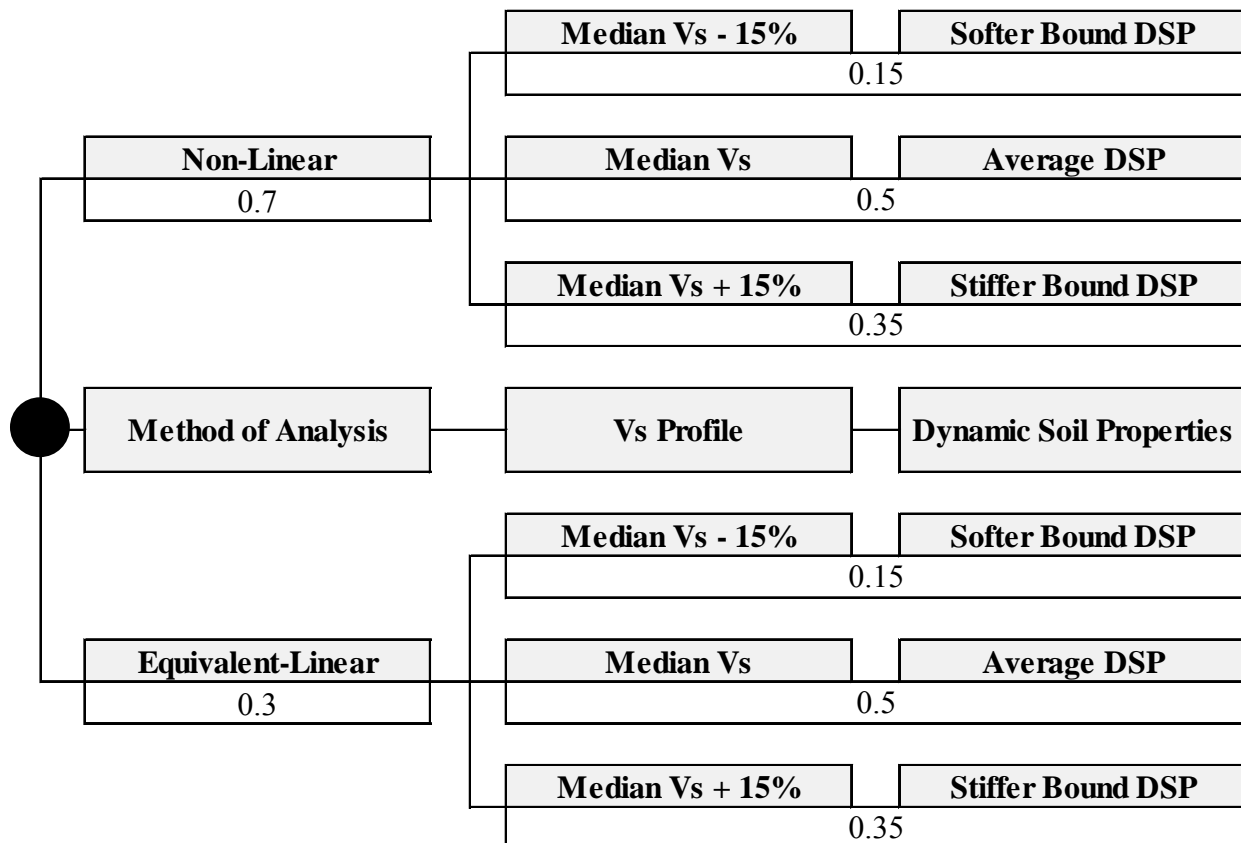 Median Vs - 15% Softer Bound DSP
0.15
Non-Linear Median Vs Average DSP
0.7 0.5
Median Vs + 15% Stiffer Bound DSP
0.35
Method of Analysis Vs Profile Dynamic Soil Properties
Median Vs - 15% Softer Bound DSP
0.15
Equivalent-Linear Median Vs Average DSP
0.3 0.5
Median Vs + 15% Stiffer Bound DSP
0.35